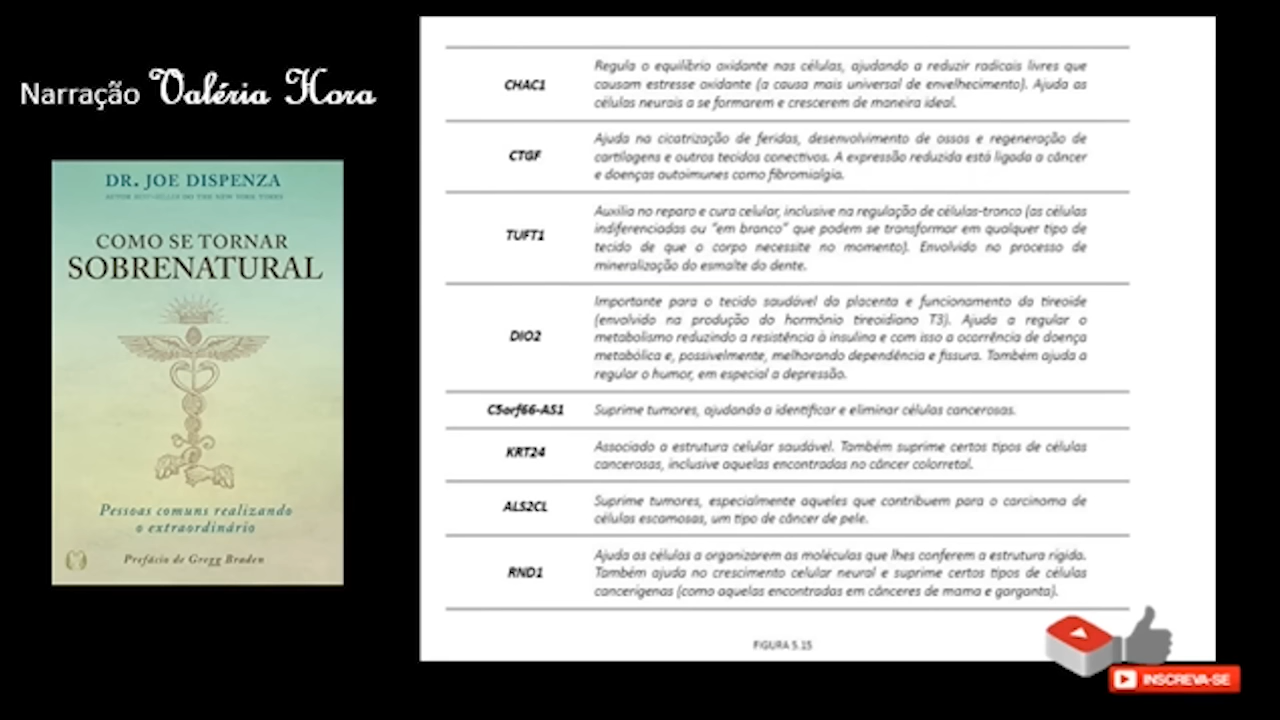 Narração Valéria Hora
DR. JOE DISPENZA
AUTOR BEST-SELLER DO THE NEW YORK TIMES
COMO SE TORNAR
SOBRENATURAL
Pessoas comuns realizando
o extraordinário
Prefácio de Gregg Braden
CHAC1
Regula o equilíbrio oxidante nas células, ajudando a reduzir radicais livres que
causam estresse oxidante (a causa mais universal de envelhecimento). Ajuda as
células neurais a se formarem e crescerem de maneira ideal.
CTGF
Ajuda na cicatrização de feridas, desenvolvimento de ossos e regeneração de
cartilagens e outros tecidos conectivos. A expressão reduzida está ligada a câncer
e doenças autoimunes como fibromialgia.
TUFT1
Auxilia no reparo e cura celular, inclusive na regulação de células-tronco (as células
indiferenciadas ou "em branco" que podem se transformar em qualquer tipo de
tecido de que o corpo necessite no momento). Envolvido no processo de
mineralização do esmalte do dente.
DIO2
Importante para o tecido saudável da placenta e funcionamento da tireoide
(envolvido na produção do hormônio tireoidiano T3). Ajuda a regular o
metabolismo reduzindo a resistência à insulina e com isso a ocorrência de doença
metabólica e, possivelmente, melhorando dependência e fissura. Também ajuda a
regular o humor, em especial a depressão.
C5orf66-AS1
Suprime tumores, ajudando a identificar e eliminar células cancerosas.
KRT24
Associado a estrutura celular saudável. Também suprime certos tipos de células
cancerosas, inclusive aquelas encontradas no câncer colorretal.
ALS2CL
Suprime tumores, especialmente aqueles que contribuem para o carcinoma de
células escamosas, um tipo de câncer de pele.
RND1
Ajuda as células a organizarem as moléculas que lhes conferem a estrutura rígida.
Também ajuda no crescimento celular neural e suprime certos tipos de células
cancerígenas (como aquelas encontradas em cânceres de mama e garganta).
FIGURA 5.15
INSCREVA-SE